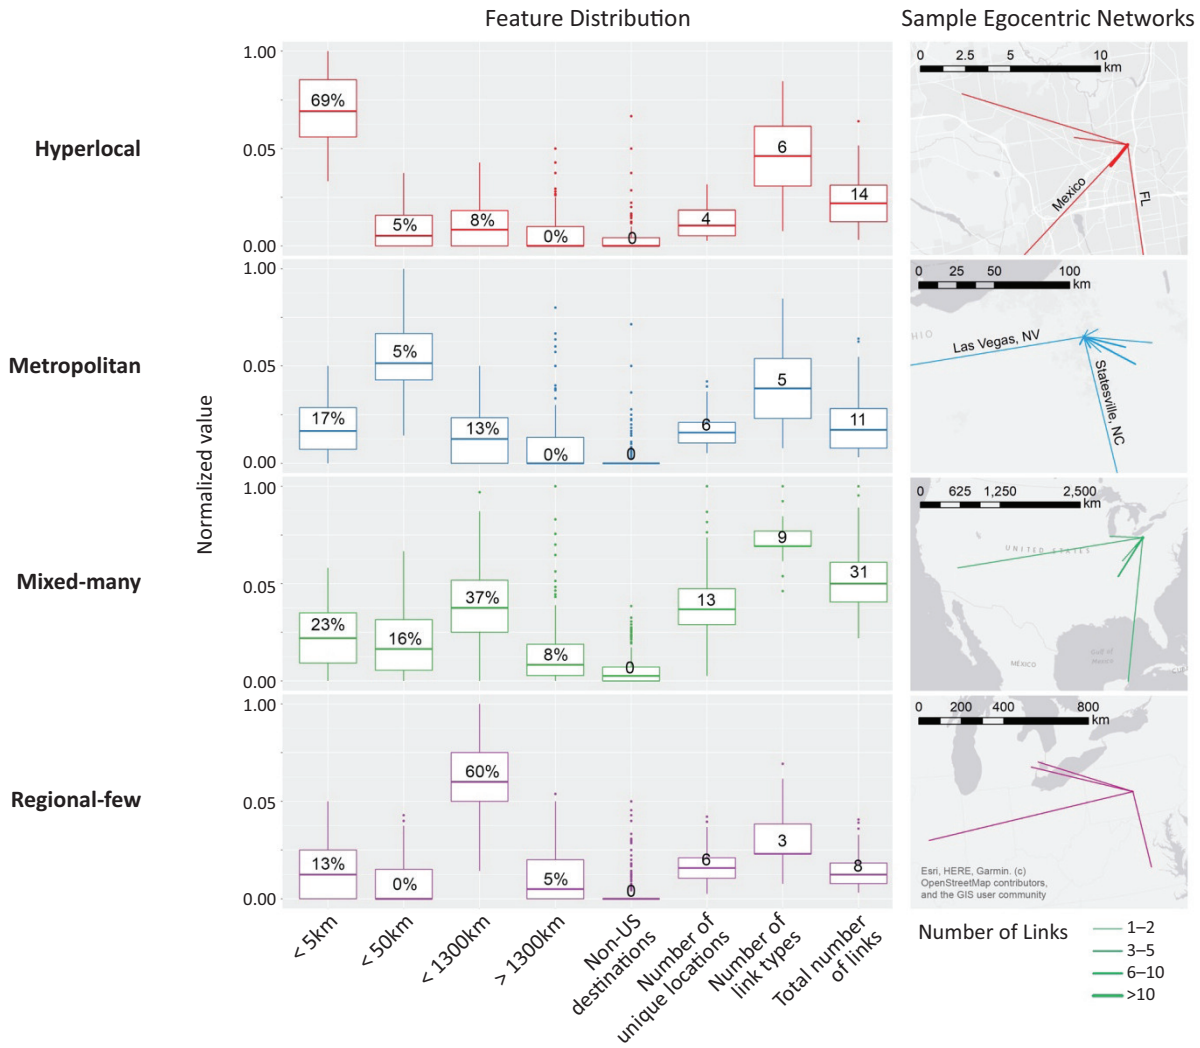 Feature Distribution
Sample Egocentric Networks
Normalized value
Hyperlocal
1.00
0.05
0.00
69%
5%
8%
0%
0
4
6
14
0 2.5 5 10
km
Mexico
FL
Metropolitan
1.00
0.05
0.00
17%
5%
13%
0%
0
6
5
11
0 25 50 100
km
HIO
Las Vegas, NV
Statesville, NC
Mixed-many
1.00
0.05
0.00
23%
16%
37%
8%
0
13
9
31
0 625 1,250 2,500
km
UNITED STATES
MÉXICO
Gulf of
Mexico
Regional-few
1.00
0.05
0.00
13%
0%
60%
5%
0
6
3
8
0 200 400 800
km
Esri, HERE, Garmin. (c)
OpenStreetMap contributors,
and the GIS user community
< 5km
< 50km
< 1300km
> 1300km
Non-US
destinations
Number of
unique locations
Number of
link types
Total number
of links
Number of Links
1–2
3–5
6–10
>10